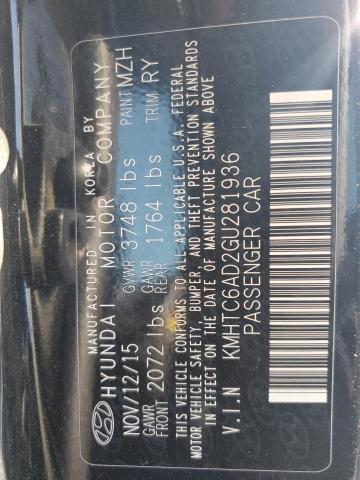 MANUFACTURED IN KOREA BY
HYUNDAI MOTOR COMPANY
NOV/12/15 GVWR 3748 lbs PAINT MZH
GAWR FRONT 2072 lbs GAWR REAR 1764 lbs TRIM RY
THIS VEHICLE CONFORMS TO ALL APPLICABLE U.S.A. FEDERAL
MOTOR VEHICLE SAFETY, BUMPER, AND THEFT PREVENTION STANDARDS
IN EFFECT ON THE DATE OF MANUFACTURE SHOWN ABOVE
V.I.N KMHTC6AD2GU281936
PASSENGER CAR